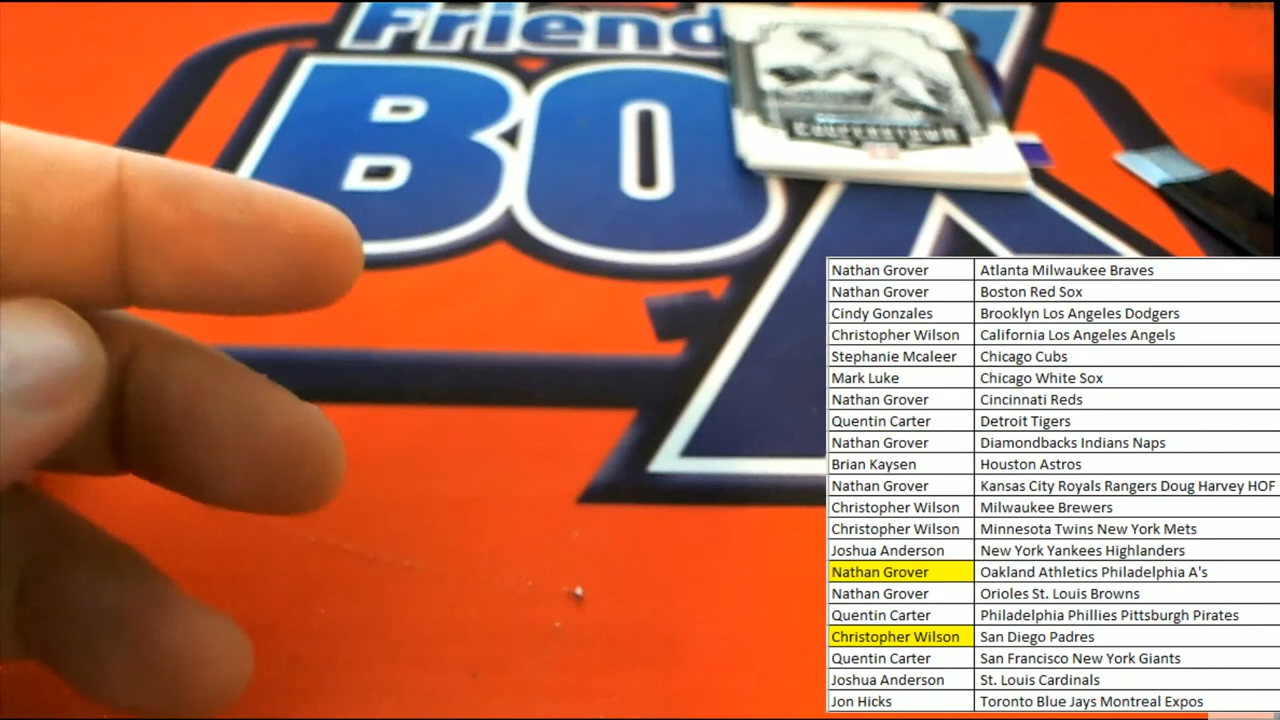 Friend
BO
COOPERSTOWN
Nathan Grover Atlanta Milwaukee Braves
Nathan Grover Boston Red Sox
Cindy Gonzales Brooklyn Los Angeles Dodgers
Christopher Wilson California Los Angeles Angels
Stephanie Mcaleer Chicago Cubs
Mark Luke Chicago White Sox
Nathan Grover Cincinnati Reds
Quentin Carter Detroit Tigers
Nathan Grover Diamondbacks Indians Naps
Brian Kaysen Houston Astros
Nathan Grover Kansas City Royals Rangers Doug Harvey HOF
Christopher Wilson Milwaukee Brewers
Christopher Wilson Minnesota Twins New York Mets
Joshua Anderson New York Yankees Highlanders
Nathan Grover Oakland Athletics Philadelphia A's
Nathan Grover Orioles St. Louis Browns
Quentin Carter Philadelphia Phillies Pittsburgh Pirates
Christopher Wilson San Diego Padres
Quentin Carter San Francisco New York Giants
Joshua Anderson St. Louis Cardinals
Jon Hicks Toronto Blue Jays Montreal Expos